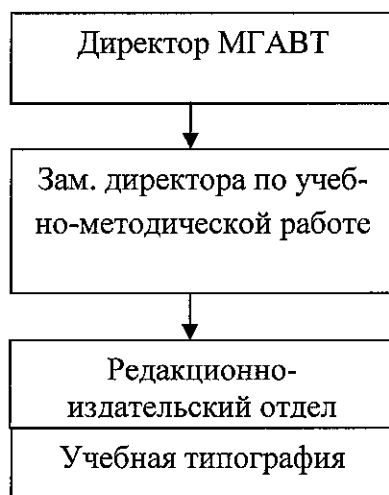 Директор МГАВТ
Зам. директора по учеб-
но-методической работе
Редакционно-
издательский отдел
Учебная типография